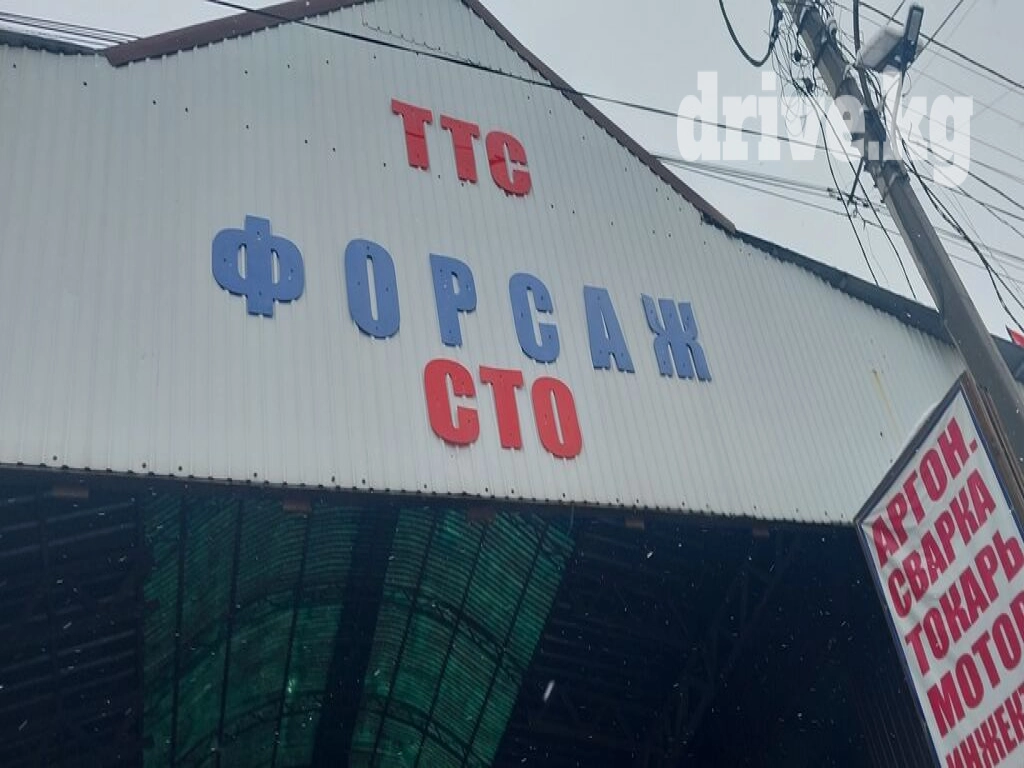 drive.kg
ТТС
ФОРСАЖ
СТО
АРГОН.
СВАРКА
ТОКАРЬ